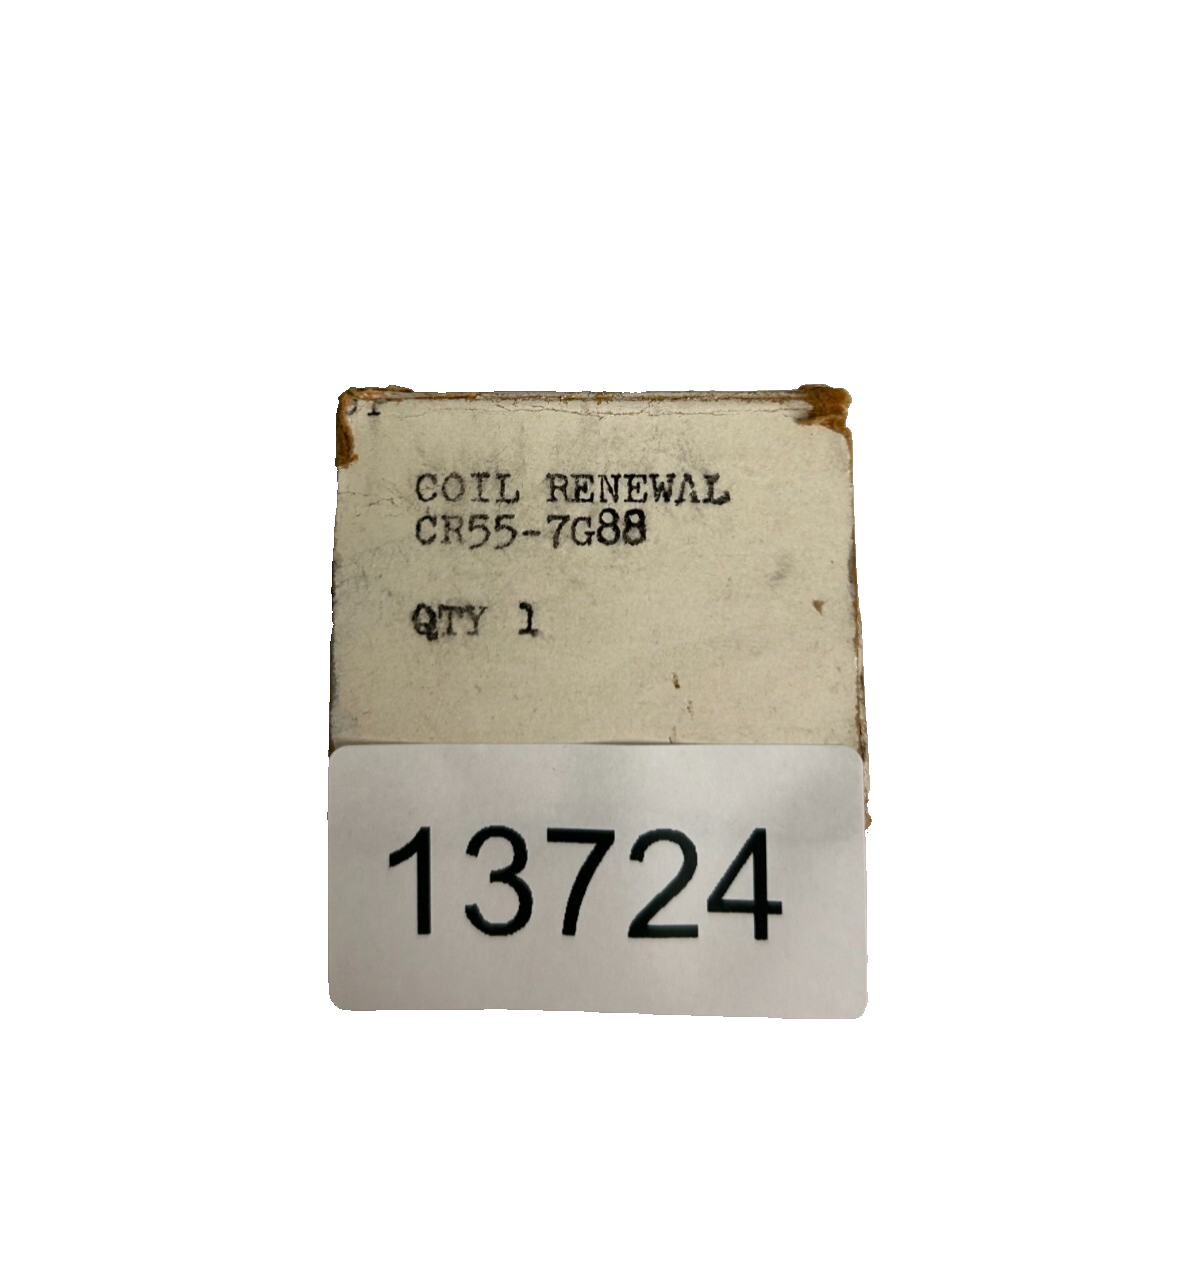 COIL RENEWAL
CR55-7G88
QTY 1
13724